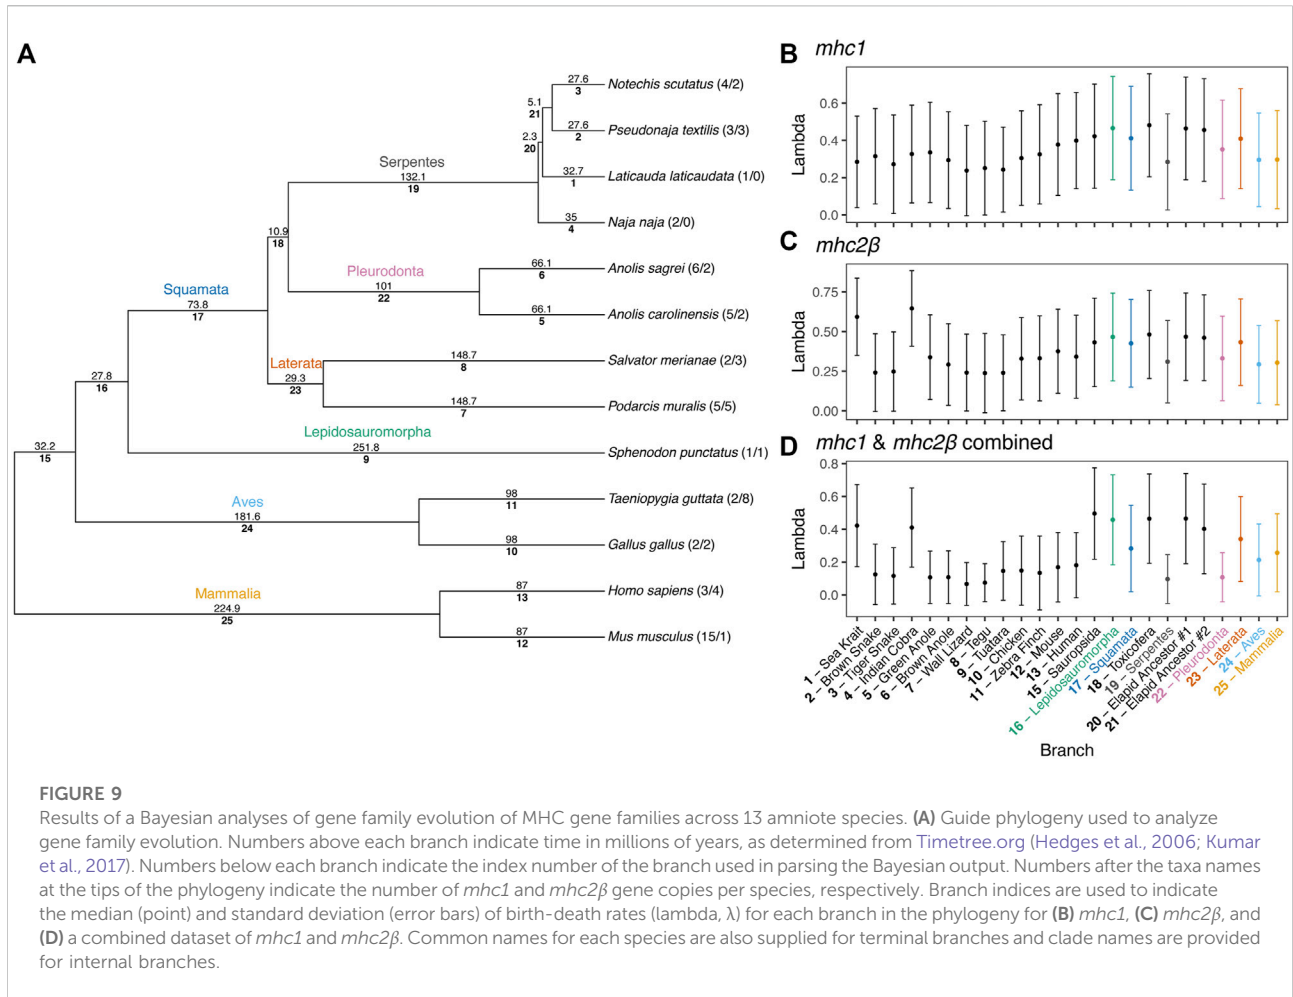 A
27.6
3
Notechis scutatus (4/2)
5.1
21
27.6
2
Pseudonaja textilis (3/3)
2.3
20
Serpentes
132.1
19
32.7
1
Laticauda laticaudata (1/0)
35
4
Naja naja (2/0)
10.9
18
Pleurodonta
101
22
66.1
6
Anolis sagrei (6/2)
Squamata
73.8
17
66.1
5
Anolis carolinensis (5/2)
Laterata
29.3
23
148.7
8
Salvator merianae (2/3)
27.8
16
148.7
7
Podarcis muralis (5/5)
Lepidosauromorpha
251.8
9
Sphenodon punctatus (1/1)
32.2
15
Aves
181.6
24
98
11
Taeniopygia guttata (2/8)
98
10
Gallus gallus (2/2)
Mammalia
224.9
25
87
13
Homo sapiens (3/4)
87
12
Mus musculus (15/1)
B mhc1
Lambda
0.6
0.4
0.2
0.0
C mhc2β
Lambda
0.75
0.50
0.25
0.00
D mhc1 & mhc2β combined
Lambda
0.8
0.6
0.4
0.2
0.0
1 – Sea Krait
2 – Brown Snake
3 – Tiger Snake
4 – Indian Cobra
5 – Green Anole
6 – Brown Anole
7 – Wall Lizard
8 – Tegu
9 – Tuatara
10 – Chicken
11 – Zebra Finch
12 – Mouse
13 – Human
15 – Sauropsida
16 – Lepidosauromorpha
17 – Squamata
18 – Toxicofera
19 – Serpentes
20 – Elapid Ancestor #1
21 – Elapid Ancestor #2
22 – Pleurodonta
23 – Laterata
24 – Aves
25 – Mammalia
Branch
FIGURE 9
Results of a Bayesian analyses of gene family evolution of MHC gene families across 13 amniote species. (A) Guide phylogeny used to analyze
gene family evolution. Numbers above each branch indicate time in millions of years, as determined from Timetree.org (Hedges et al., 2006; Kumar
et al., 2017). Numbers below each branch indicate the index number of the branch used in parsing the Bayesian output. Numbers after the taxa names
at the tips of the phylogeny indicate the number of mhc1 and mhc2β gene copies per species, respectively. Branch indices are used to indicate
the median (point) and standard deviation (error bars) of birth-death rates (lambda, λ) for each branch in the phylogeny for (B) mhc1, (C) mhc2β, and
(D) a combined dataset of mhc1 and mhc2β. Common names for each species are also supplied for terminal branches and clade names are provided
for internal branches.